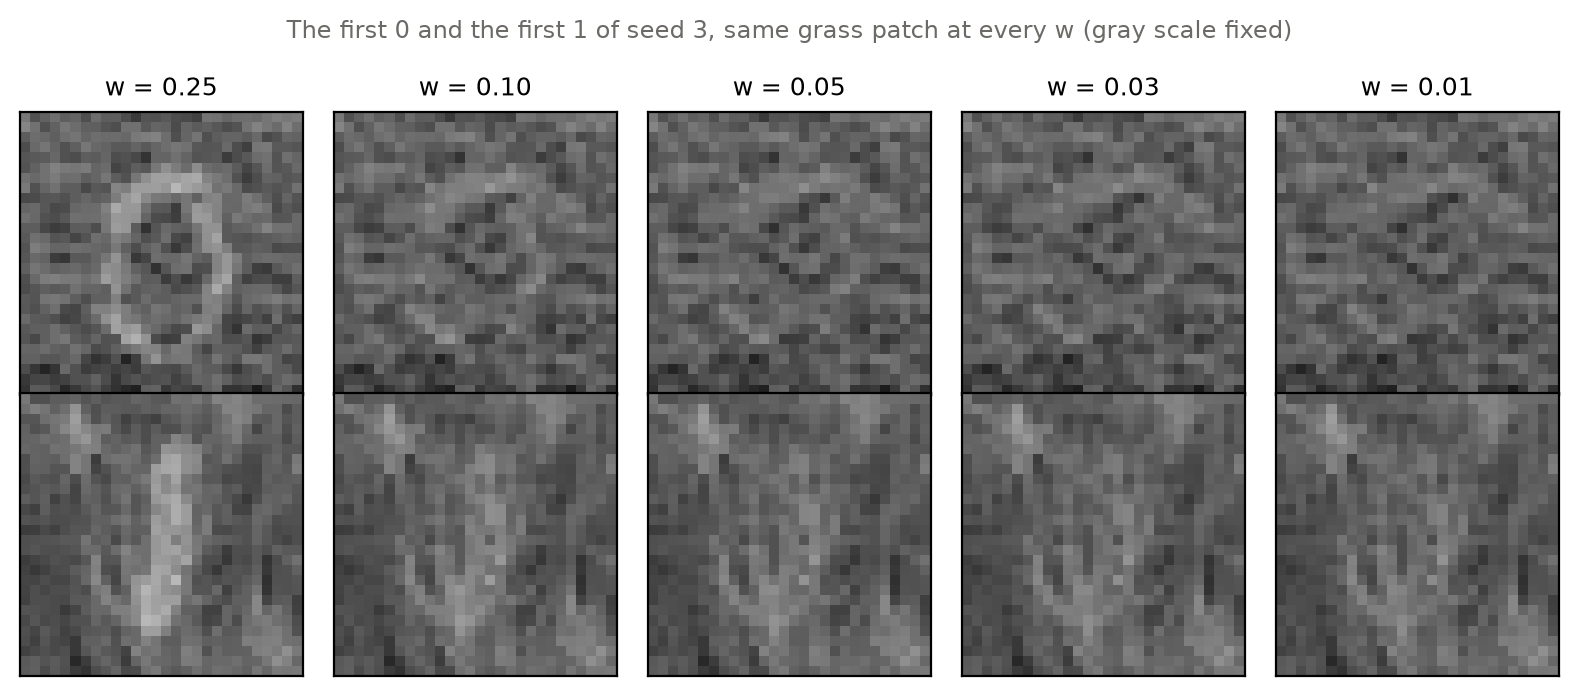 The first 0 and the first 1 of seed 3, same grass patch at every w (gray scale fixed)
w = 0.25 w = 0.10 w = 0.05 w = 0.03 w = 0.01